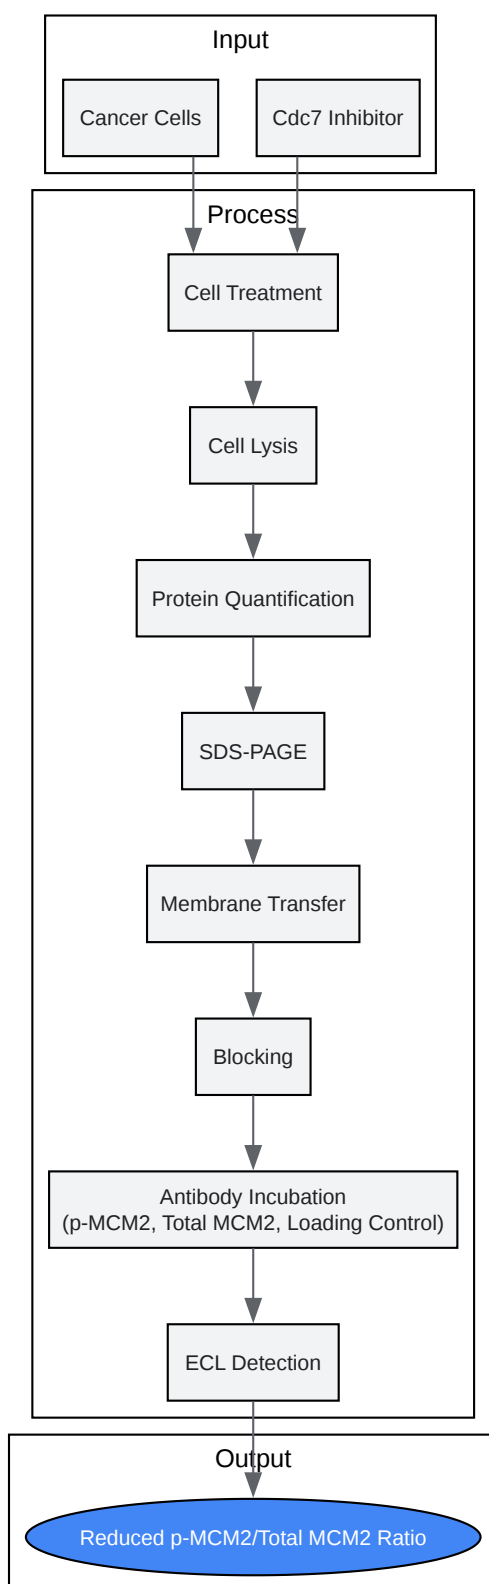 Input
Cancer Cells
Cdc7 Inhibitor
Process
Cell Treatment
Cell Lysis
Protein Quantification
SDS-PAGE
Membrane Transfer
Blocking
Antibody Incubation
(p-MCM2, Total MCM2, Loading Control)
ECL Detection
Output
Reduced p-MCM2/Total MCM2 Ratio